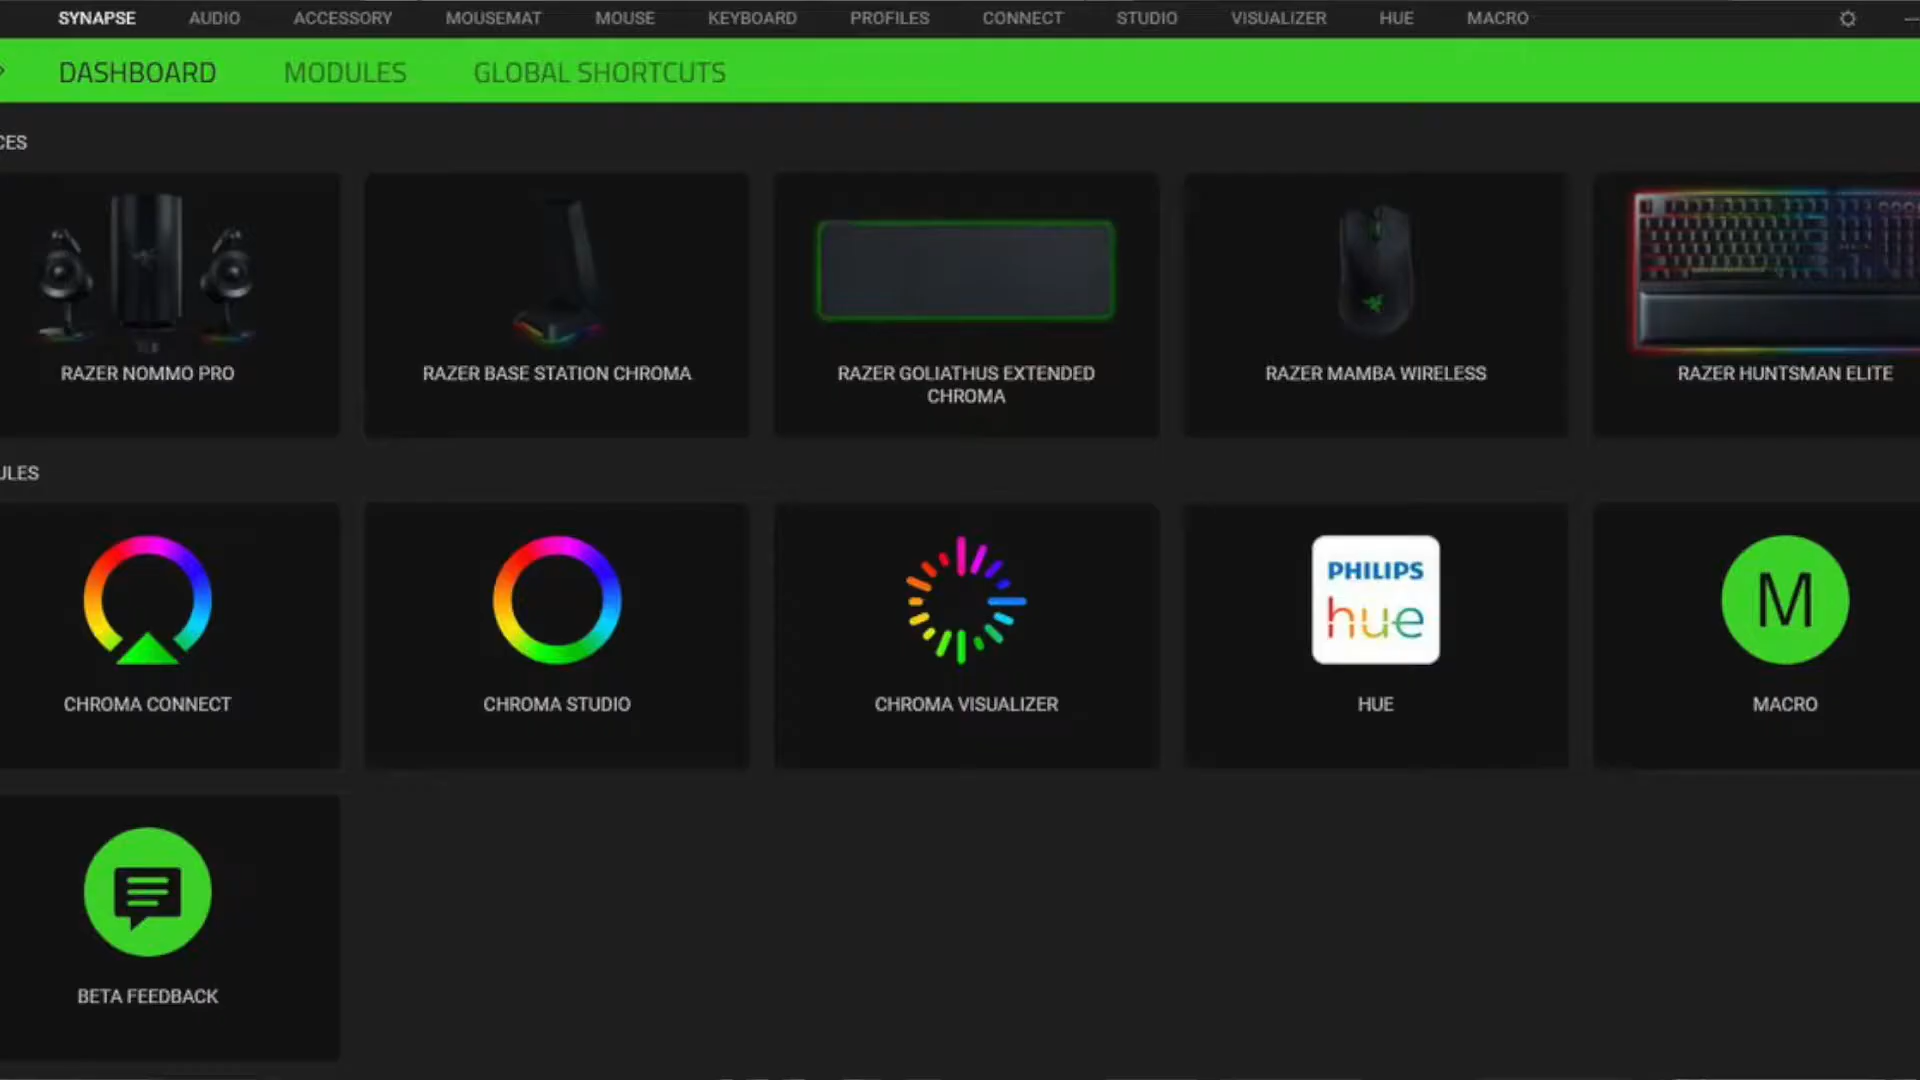 SYNAPSE AUDIO ACCESSORY MOUSEMAT MOUSE KEYBOARD PROFILES CONNECT STUDIO VISUALIZER HUE MACRO
DASHBOARD MODULES GLOBAL SHORTCUTS
CES
RAZER NOMMO PRO
RAZER BASE STATION CHROMA
RAZER GOLIATHUS EXTENDED
CHROMA
RAZER MAMBA WIRELESS
RAZER HUNTSMAN ELITE
ULES
PHILIPS
hue
M
CHROMA CONNECT
CHROMA STUDIO
CHROMA VISUALIZER
HUE
MACRO
BETA FEEDBACK